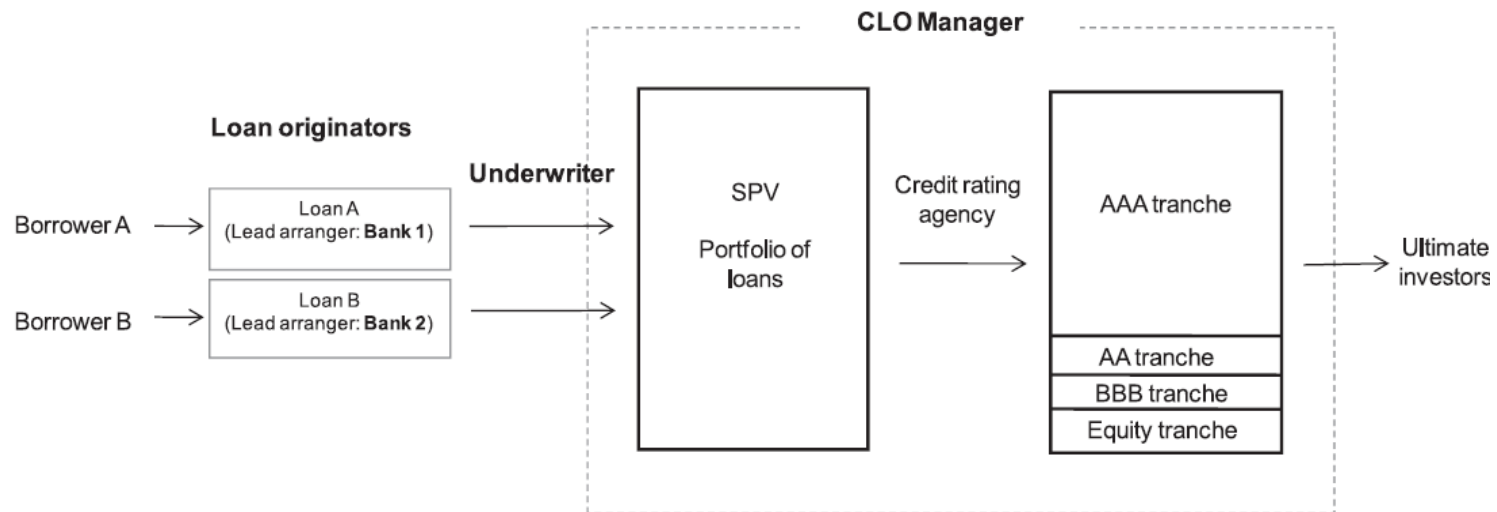 CLO Manager
Loan originators
Underwriter
Borrower A
Loan A
(Lead arranger: Bank 1)
Borrower B
Loan B
(Lead arranger: Bank 2)
SPV
Portfolio of
loans
Credit rating
agency
AAA tranche
AA tranche
BBB tranche
Equity tranche
Ultimate
investors